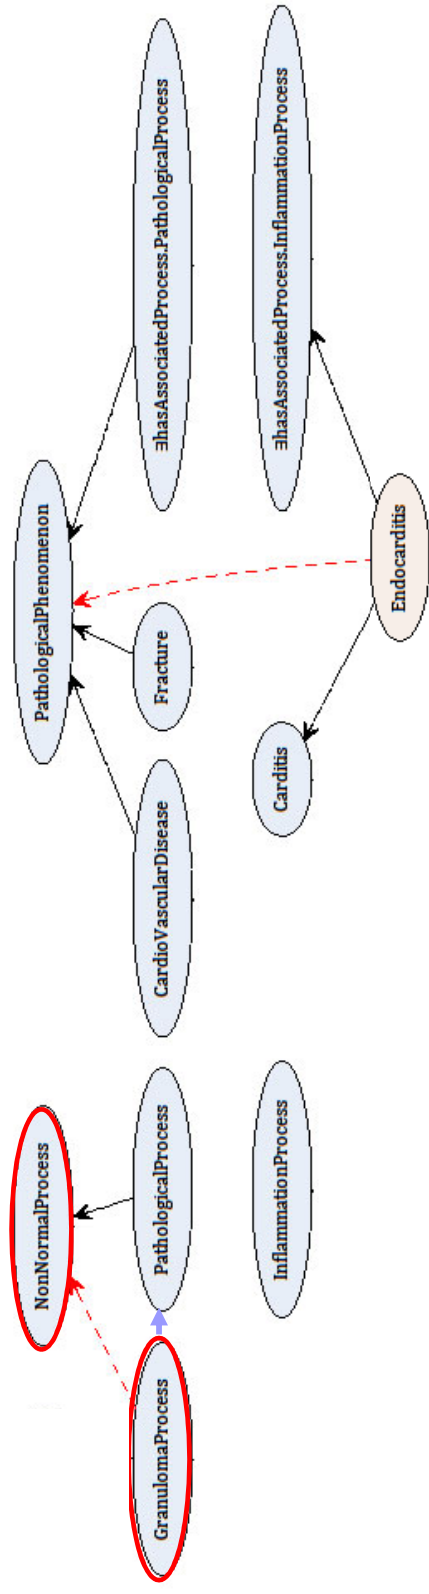 NonNormalProcess
PathologicalPhenomenon
GranulomaProcess
PathologicalProcess
CardioVascularDisease
Fracture
∃hasAssociatedProcess.PathologicalProcess
InflammationProcess
Carditis
∃hasAssociatedProcess.InflammationProcess
Endocarditis